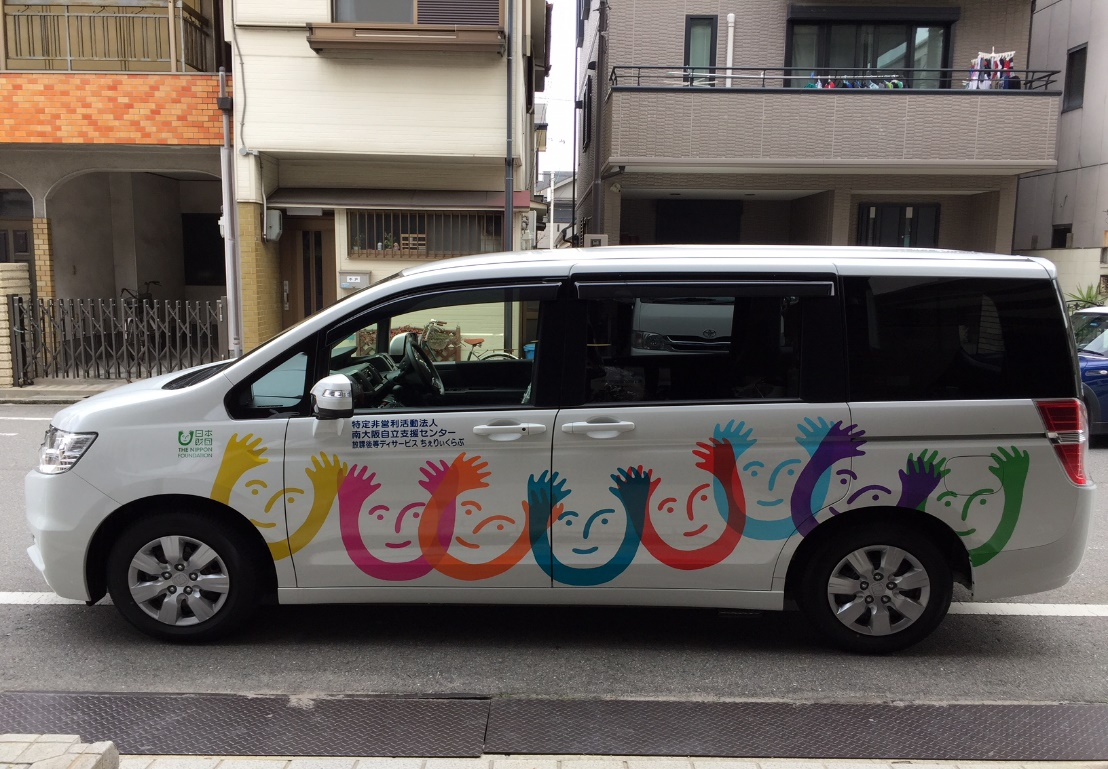 日本
財団
THE NIPPON
FOUNDATION
特定非営利活動法人
南大阪自立支援センター
放課後等デイサービス ちぇりぃくらぶ